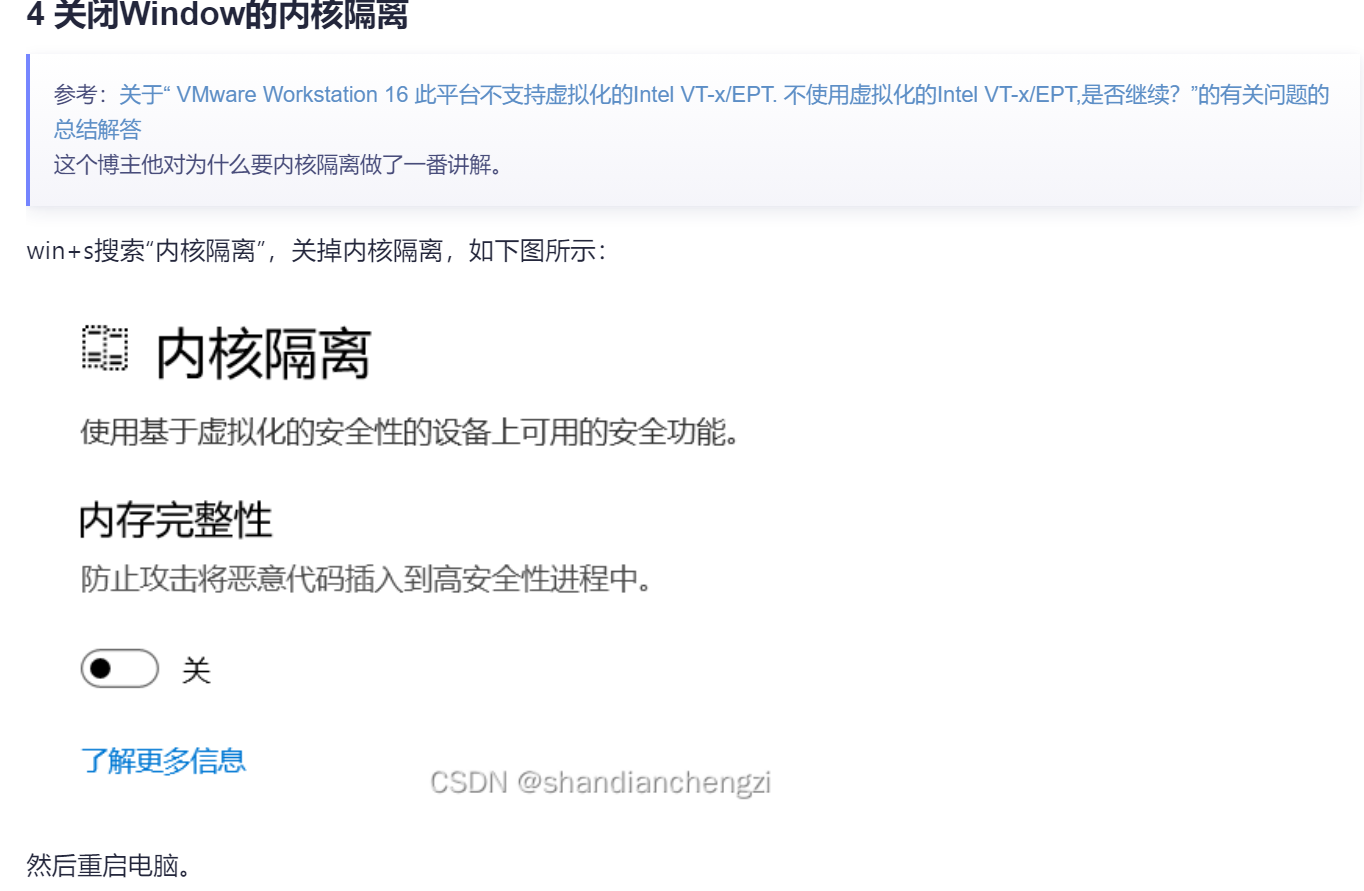 4 关闭Window的内核隔离
参考：关于“ VMware Workstation 16 此平台不支持虚拟化的Intel VT-x/EPT. 不使用虚拟化的Intel VT-x/EPT,是否继续？”的有关问题的
总结解答
这个博主他对为什么要内核隔离做了一番讲解。
win+s搜索“内核隔离”，关掉内核隔离，如下图所示：
内核隔离
使用基于虚拟化的安全性的设备上可用的安全功能。
内存完整性
防止攻击将恶意代码插入到高安全性进程中。
关
了解更多信息
CSDN @shandianchengzi
然后重启电脑。